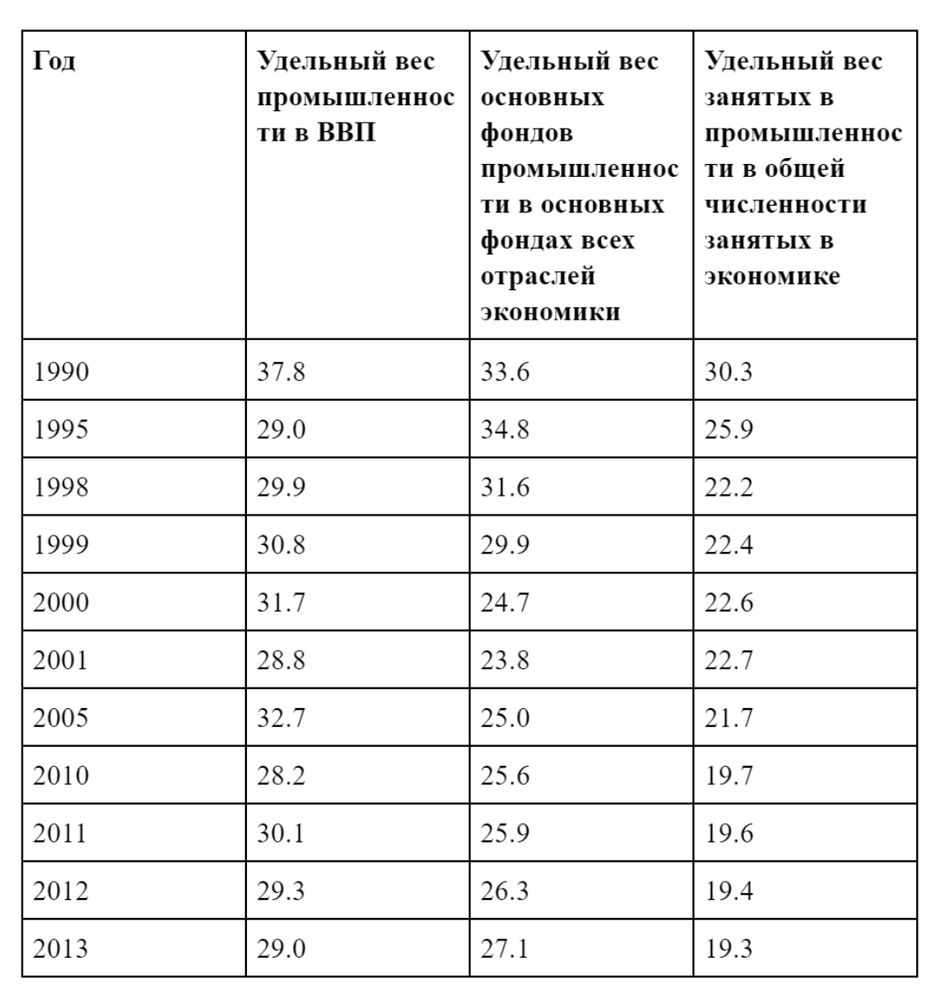 Год
Удельный вес
промышленнос
ти в ВВП
Удельный вес
основных
фондов
промышленнос
ти в основных
фондах всех
отраслей
экономики
Удельный вес
занятых в
промышленнос
ти в общей
численности
занятых в
экономике
1990 37.8 33.6 30.3
1995 29.0 34.8 25.9
1998 29.9 31.6 22.2
1999 30.8 29.9 22.4
2000 31.7 24.7 22.6
2001 28.8 23.8 22.7
2005 32.7 25.0 21.7
2010 28.2 25.6 19.7
2011 30.1 25.9 19.6
2012 29.3 26.3 19.4
2013 29.0 27.1 19.3